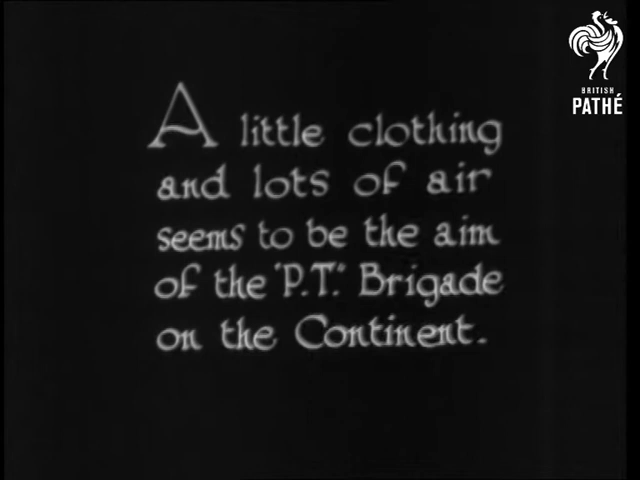 BRITISH
PATHÉ
A little clothing
and lots of air
seems to be the aim
of the "P.T." Brigade
on the Continent.